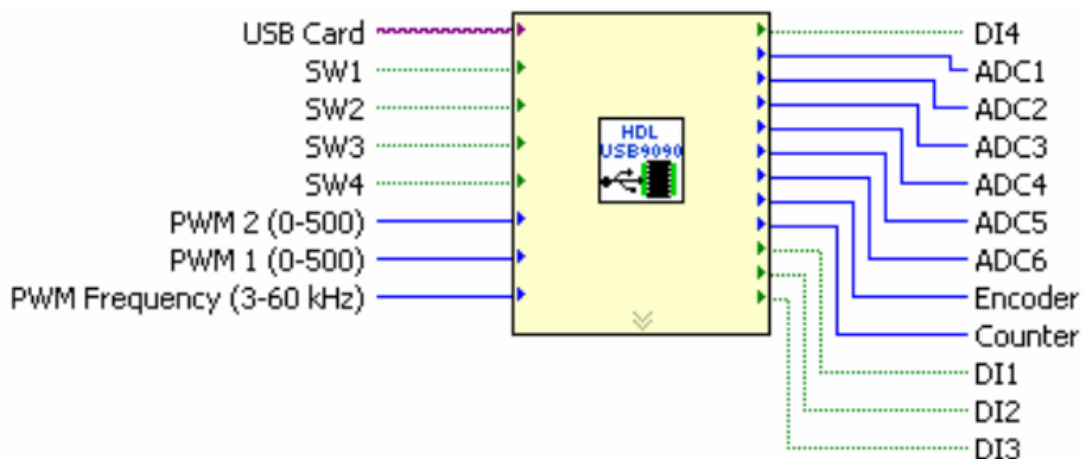 USB Card
SW1
SW2
SW3
SW4
PWM 2 (0-500)
PWM 1 (0-500)
PWM Frequency (3-60 kHz)
HDL
USB9090
DI4
ADC1
ADC2
ADC3
ADC4
ADC5
ADC6
Encoder
Counter
DI1
DI2
DI3